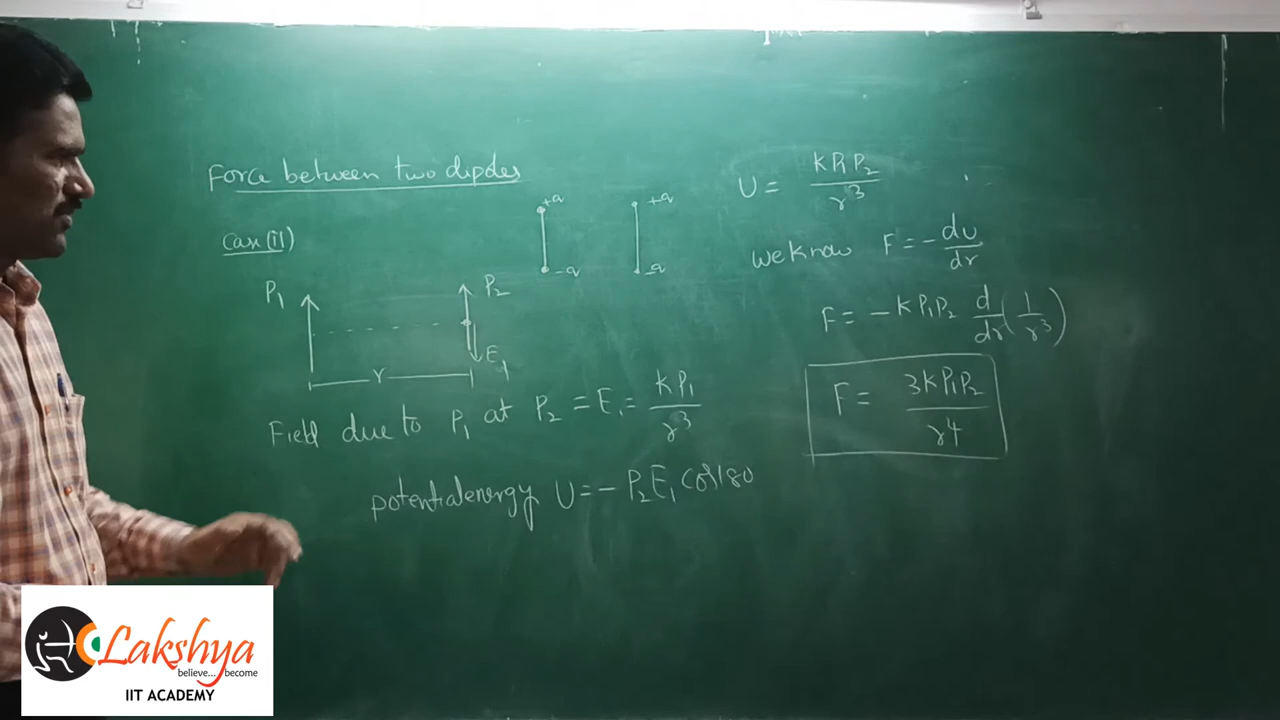 Force between two dipoles
Case (ii)
P₁
P₂
E₁
r
+q
-q
+q
-q
Field due to P₁ at P₂ = E₁ = KP₁/r³
potential energy U = - P₂E₁ Cos180
U = KP₁P₂/r³
we know F = - dU/dr
F = - KP₁P₂ d/dr (1/r³)
F = 3KP₁P₂/r⁴
Lakshya
believe... become
IIT ACADEMY